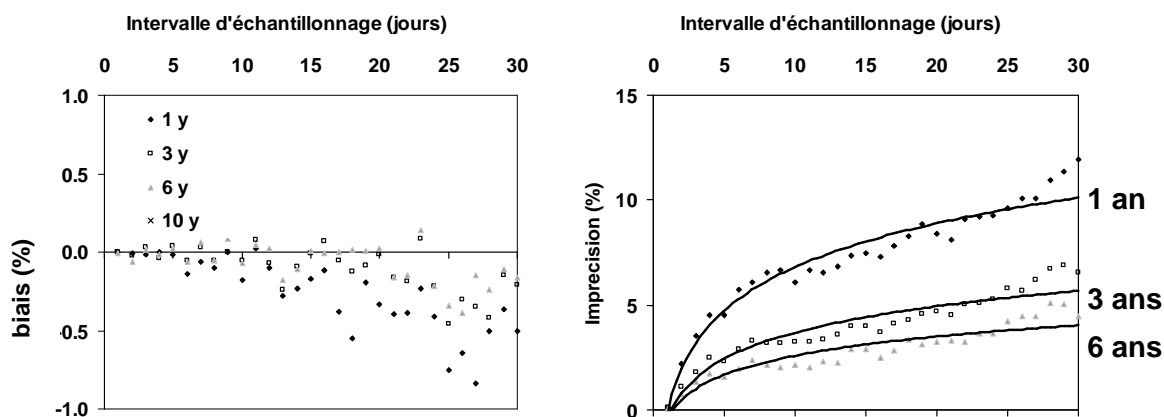 Intervalle d'échantillonnage (jours)
0 5 10 15 20 25 30
1.0
0.5
0.0
-0.5
-1.0
biais (%)
1 y
3 y
6 y
10 y
Intervalle d'échantillonnage (jours)
0 5 10 15 20 25 30
15
10
5
0
Imprecision (%)
1 an
3 ans
6 ans